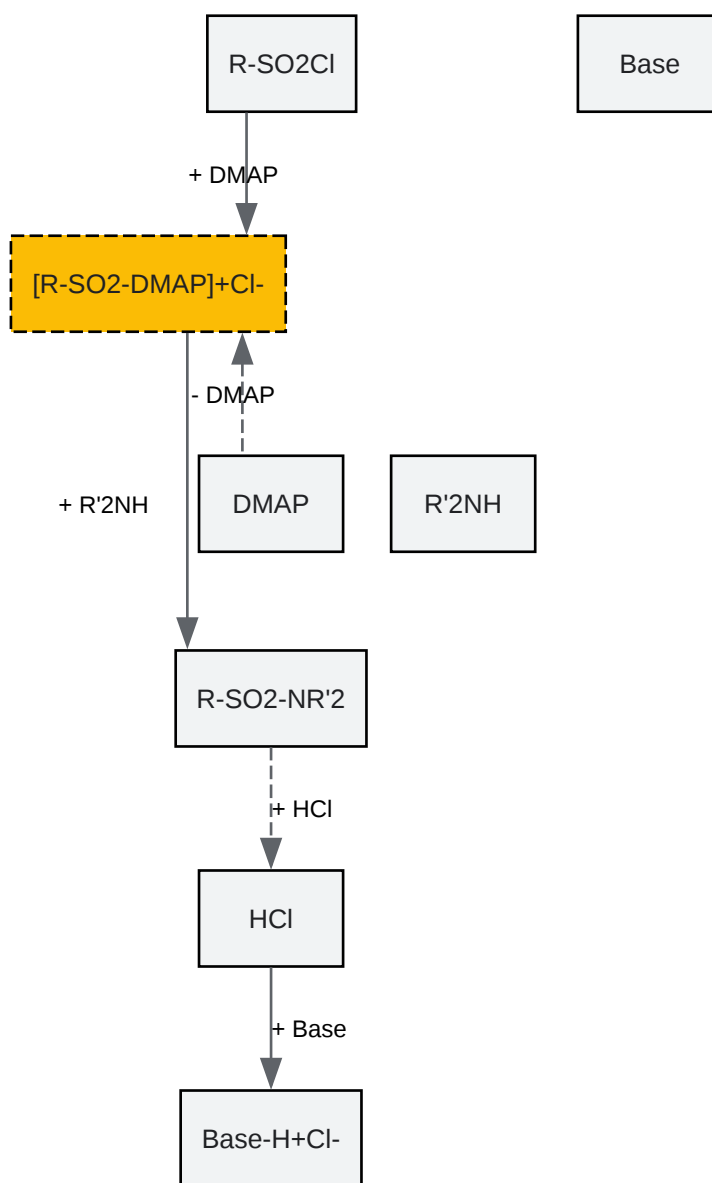 R-SO2Cl
Base
+ DMAP
[R-SO2-DMAP]+Cl-
- DMAP
+ R'2NH
DMAP
R'2NH
R-SO2-NR'2
+ HCl
HCl
+ Base
Base-H+Cl-